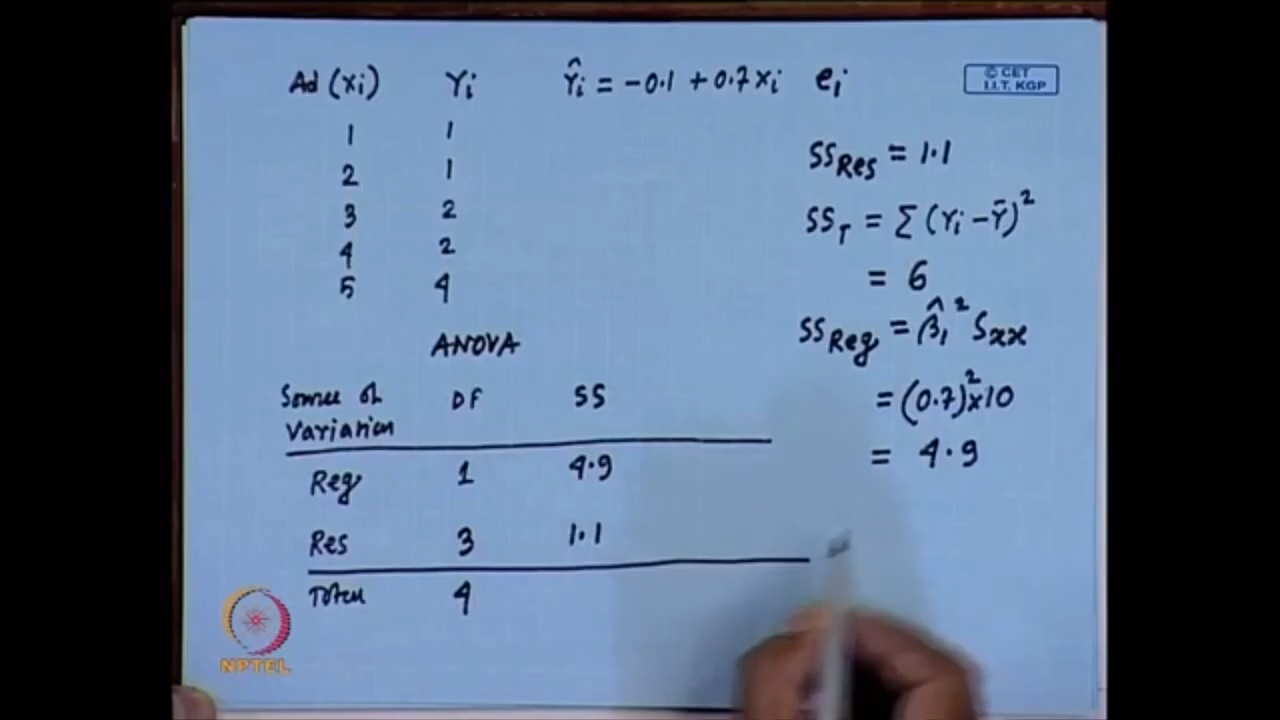 Ad (xi) Yi Ŷi = -0.1 + 0.7xi ei
© CET
I.I.T. KGP
1 1
2 1
3 2
4 2
5 4
SSRes = 1.1
SST = Σ (Yi - Ȳ)²
= 6
SSReg = β̂1² Sxx
= (0.7)² x 10
= 4.9
ANOVA
Source of DF SS
Variation
Reg 1 4.9
Res 3 1.1
Total 4
NPTEL